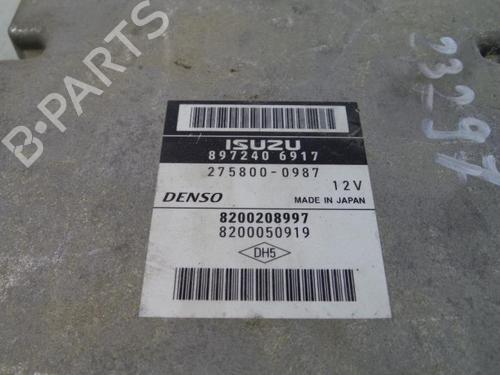 ISUZU
897240 6917
275800-0987
12V
DENSO MADE IN JAPAN
8200208997
8200050919
DH5
B-PARTS